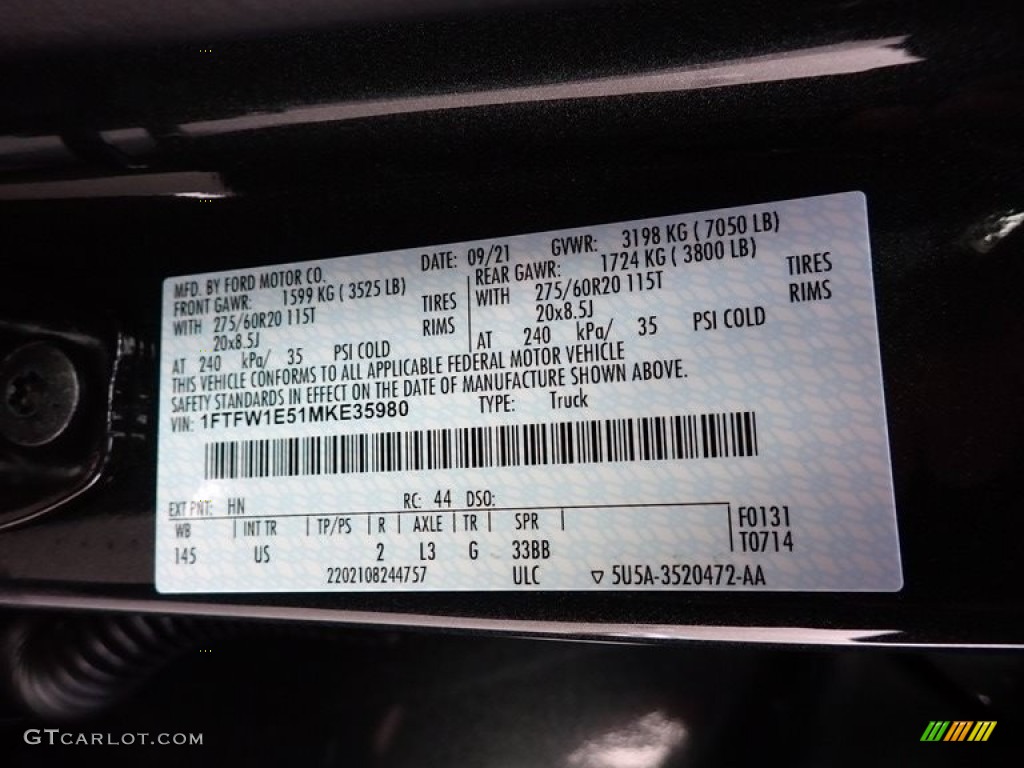 MFD. BY FORD MOTOR CO. DATE: 09/21 GVWR: 3198 KG ( 7050 LB)
FRONT GAWR: 1599 KG ( 3525 LB) REAR GAWR: 1724 KG ( 3800 LB)
WITH 275/60R20 115T TIRES WITH 275/60R20 115T TIRES
20x8.5J RIMS 20x8.5J RIMS
AT 240 kPa/ 35 PSI COLD AT 240 kPa/ 35 PSI COLD
THIS VEHICLE CONFORMS TO ALL APPLICABLE FEDERAL MOTOR VEHICLE
SAFETY STANDARDS IN EFFECT ON THE DATE OF MANUFACTURE SHOWN ABOVE.
VIN: 1FTFW1E51MKE35980 TYPE: Truck
EXT PNT: HN RC: 44 DSO:
WB INT TR TP/PS R AXLE TR SPR F0131
145 US 2 L3 G 33BB T0714
2202108244757 ULC ▽ 5U5A-3520472-AA
GTCARLOT.COM